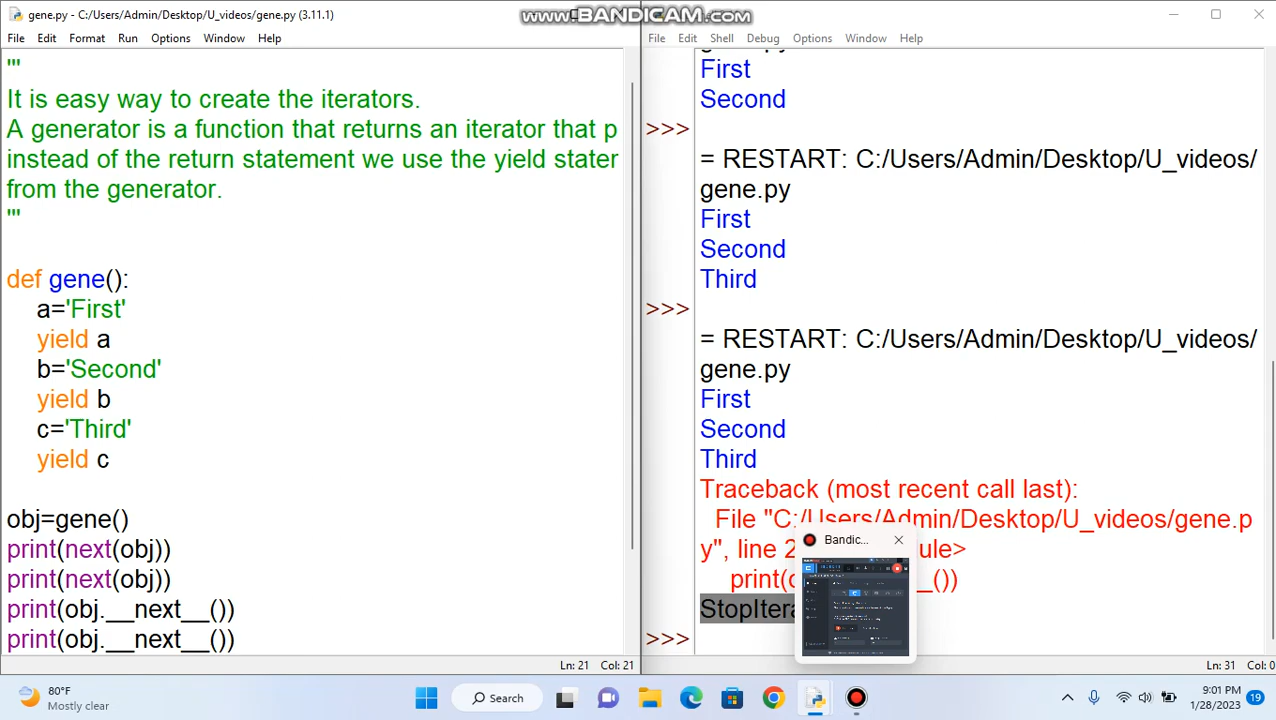 gene.py - C:/Users/Admin/Desktop/U_videos/gene.py (3.11.1)
www.BANDICAM.com
File Edit Format Run Options Window Help
'''
It is easy way to create the iterators.
A generator is a function that returns an iterator that p
instead of the return statement we use the yield stater
from the generator.
'''
def gene():
a='First'
yield a
b='Second'
yield b
c='Third'
yield c
obj=gene()
print(next(obj))
print(next(obj))
print(obj.__next__())
print(obj.__next__())
Ln: 21 Col: 21
File Edit Shell Debug Options Window Help
First
Second
>>>
= RESTART: C:/Users/Admin/Desktop/U_videos/
gene.py
First
Second
Third
>>>
= RESTART: C:/Users/Admin/Desktop/U_videos/
gene.py
First
Second
Third
Traceback (most recent call last):
File "C:/Users/Admin/Desktop/U_videos/gene.p
y", line 2 ule>
print(o _())
StopItera
>>>
Bandic...
Ln: 31 Col: 0
80°F
Mostly clear
Search
9:01 PM
1/28/2023
19